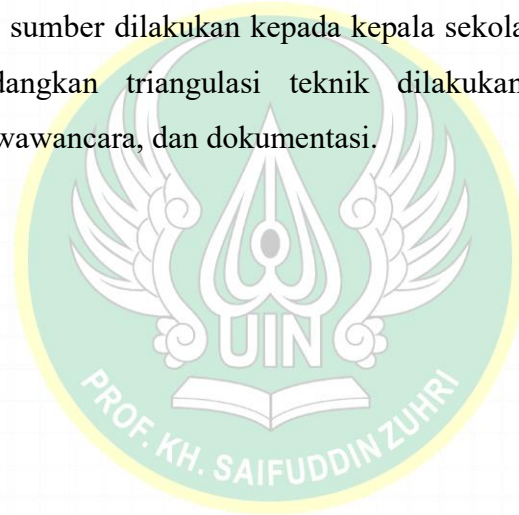 sumber dilakukan kepada kepala sekola
dangkan triangulasi teknik dilakukan
wawancara, dan dokumentasi.
UIN
PROF. KH. SAIFUDDIN ZUHRI